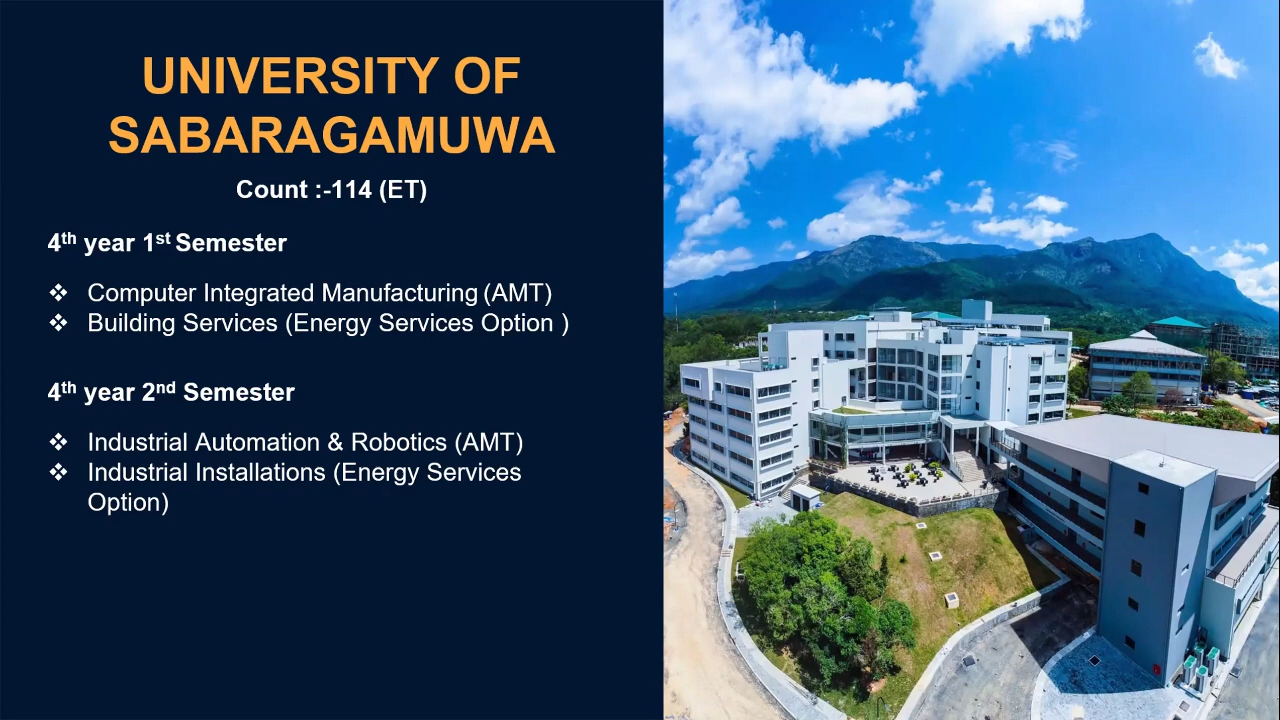 UNIVERSITY OF
SABARAGAMUWA
Count :-114 (ET)
4th year 1st Semester
❖ Computer Integrated Manufacturing (AMT)
❖ Building Services (Energy Services Option )
4th year 2nd Semester
❖ Industrial Automation & Robotics (AMT)
❖ Industrial Installations (Energy Services
Option)